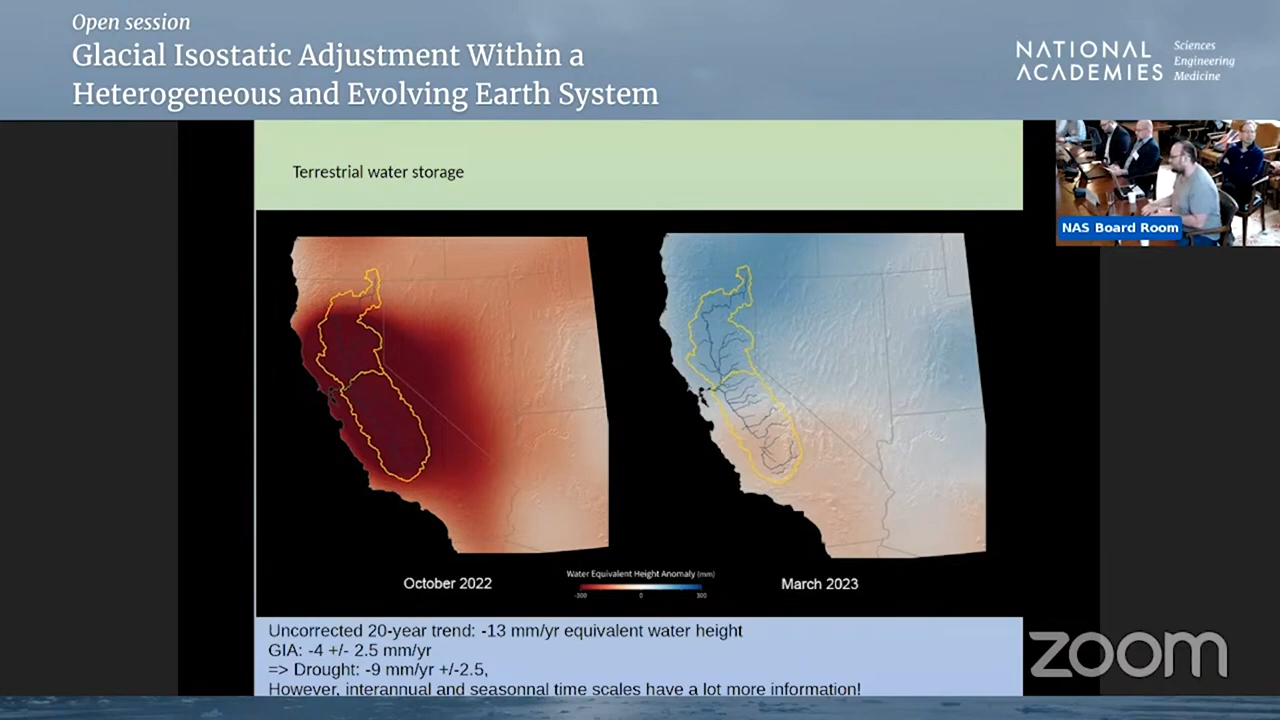 Open session
Glacial Isostatic Adjustment Within a
Heterogeneous and Evolving Earth System
NATIONAL
ACADEMIES
Sciences
Engineering
Medicine
Terrestrial water storage
NAS Board Room
October 2022
Water Equivalent Height Anomaly (mm)
-300 0 300
March 2023
Uncorrected 20-year trend: -13 mm/yr equivalent water height
GIA: -4 +/- 2.5 mm/yr
=> Drought: -9 mm/yr +/-2.5,
However, interannual and seasonnal time scales have a lot more information!
zoom